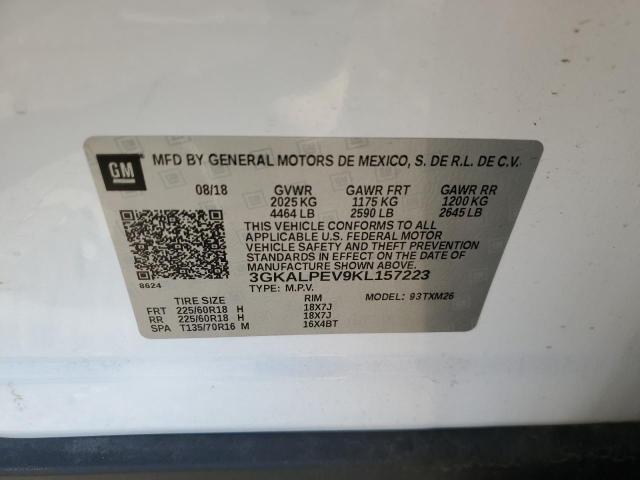 GM MFD BY GENERAL MOTORS DE MEXICO, S. DE R.L. DE C.V.
08/18 GVWR GAWR FRT GAWR RR
2025 KG 1175 KG 1200 KG
4464 LB 2590 LB 2645 LB
THIS VEHICLE CONFORMS TO ALL
APPLICABLE U.S. FEDERAL MOTOR
VEHICLE SAFETY AND THEFT PREVENTION
STANDARDS IN EFFECT ON THE DATE
OF MANUFACTURE SHOWN ABOVE.
8624 3GKALPEV9KL157223
TYPE: M.P.V. MODEL: 93TXM26
TIRE SIZE RIM
FRT 225/60R18 H 18X7J
RR 225/60R18 H 18X7J
SPA T135/70R16 M 16X4BT